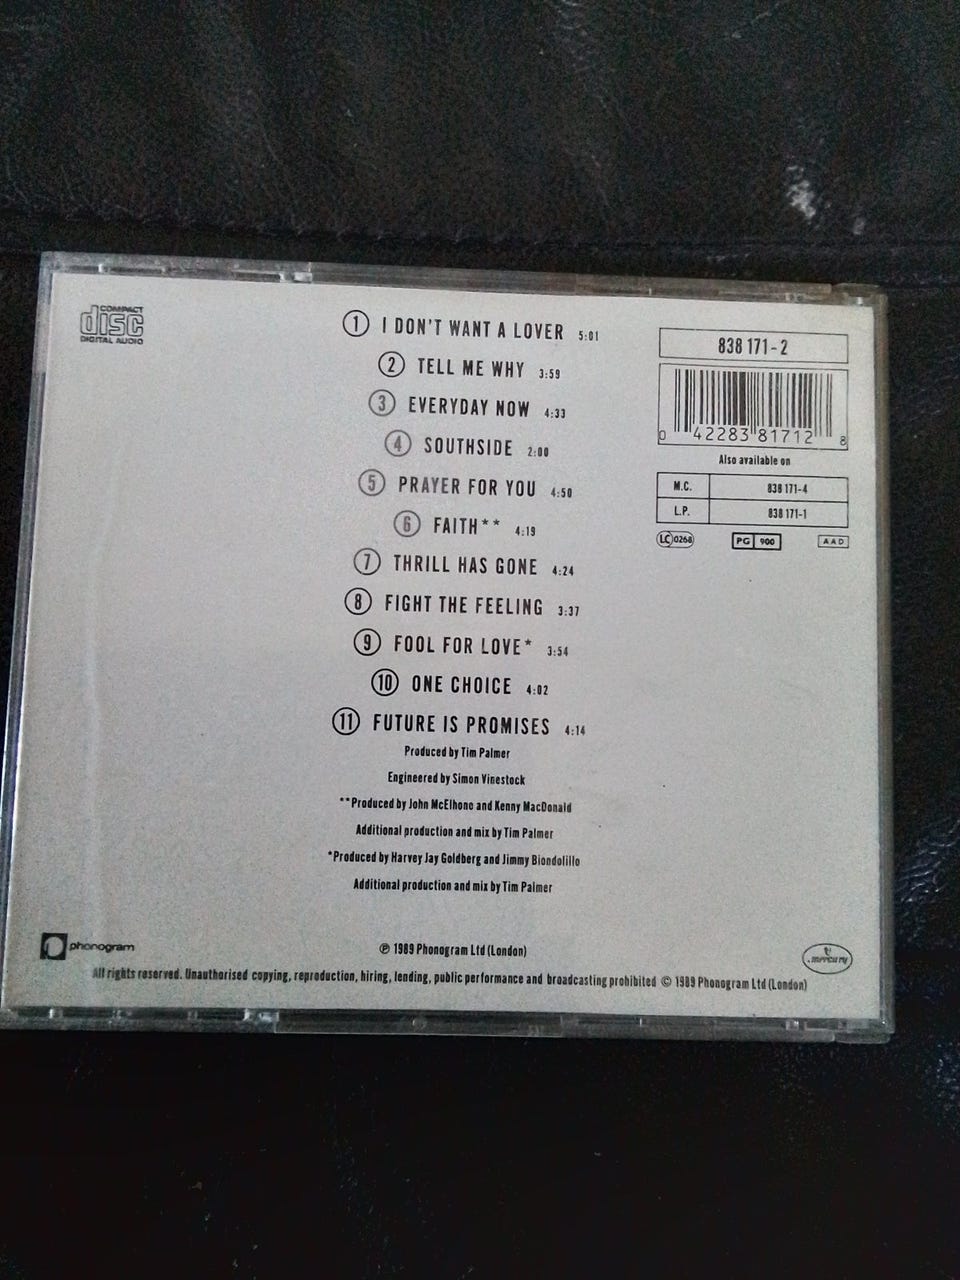 COMPACT
disc
DIGITAL AUDIO
1 I DON'T WANT A LOVER 5:01
2 TELL ME WHY 3:59
3 EVERYDAY NOW 4:33
4 SOUTHSIDE 2:00
5 PRAYER FOR YOU 4:50
6 FAITH** 4:19
7 THRILL HAS GONE 4:24
8 FIGHT THE FEELING 3:37
9 FOOL FOR LOVE* 3:54
10 ONE CHOICE 4:02
11 FUTURE IS PROMISES 4:14
Produced by Tim Palmer
Engineered by Simon Vinestock
**Produced by John McElhone and Kenny MacDonald
Additional production and mix by Tim Palmer
*Produced by Harvey Jay Goldberg and Jimmy Biondolillo
Additional production and mix by Tim Palmer
838 171-2
0 42283 81712 8
Also available on
M.C. 838 171-4
L.P. 838 171-1
LC 0268 PG 900 AAD
phonogram
℗ 1989 Phonogram Ltd (London)
mercury
All rights reserved. Unauthorised copying, reproduction, hiring, lending, public performance and broadcasting prohibited © 1989 Phonogram Ltd (London)